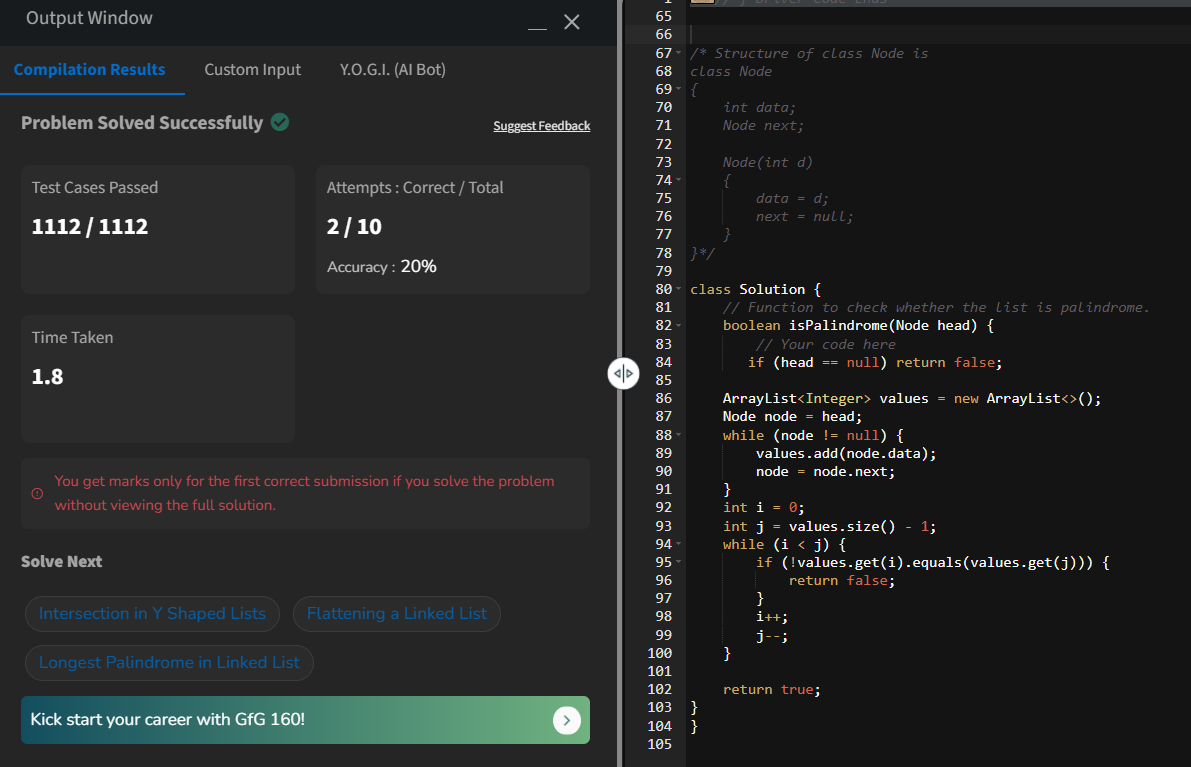 Output Window
Compilation Results
Custom Input
Y.O.G.I. (AI Bot)
Problem Solved Successfully
Suggest Feedback
Test Cases Passed
1112 / 1112
Attempts : Correct / Total
2 / 10
Accuracy : 20%
Time Taken
1.8
You get marks only for the first correct submission if you solve the problem
without viewing the full solution.
Solve Next
Intersection in Y Shaped Lists
Flattening a Linked List
Longest Palindrome in Linked List
Kick start your career with GfG 160!
1 // } Driver Code Ends
65
66
67 /* Structure of class Node is
68 class Node
69 {
70     int data;
71     Node next;
72
73     Node(int d)
74     {
75         data = d;
76         next = null;
77     }
78 }*/
79
80 class Solution {
81     // Function to check whether the list is palindrome.
82     boolean isPalindrome(Node head) {
83         // Your code here
84        if (head == null) return false;
85
86     ArrayList<Integer> values = new ArrayList<>();
87     Node node = head;
88     while (node != null) {
89         values.add(node.data);
90         node = node.next;
91     }
92     int i = 0;
93     int j = values.size() - 1;
94     while (i < j) {
95         if (!values.get(i).equals(values.get(j))) {
96             return false;
97         }
98         i++;
99         j--;
100     }
101
102     return true;
103 }
104 }
105